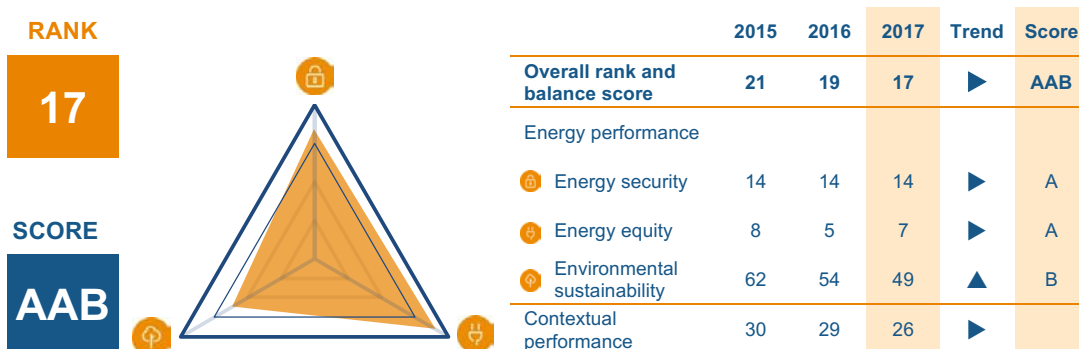 RANK
17
SCORE
AAB
2015 2016 2017 Trend Score
Overall rank and
balance score 21 19 17 AAB
Energy performance
Energy security 14 14 14 A
Energy equity 8 5 7 A
Environmental
sustainability 62 54 49 B
Contextual
performance 30 29 26